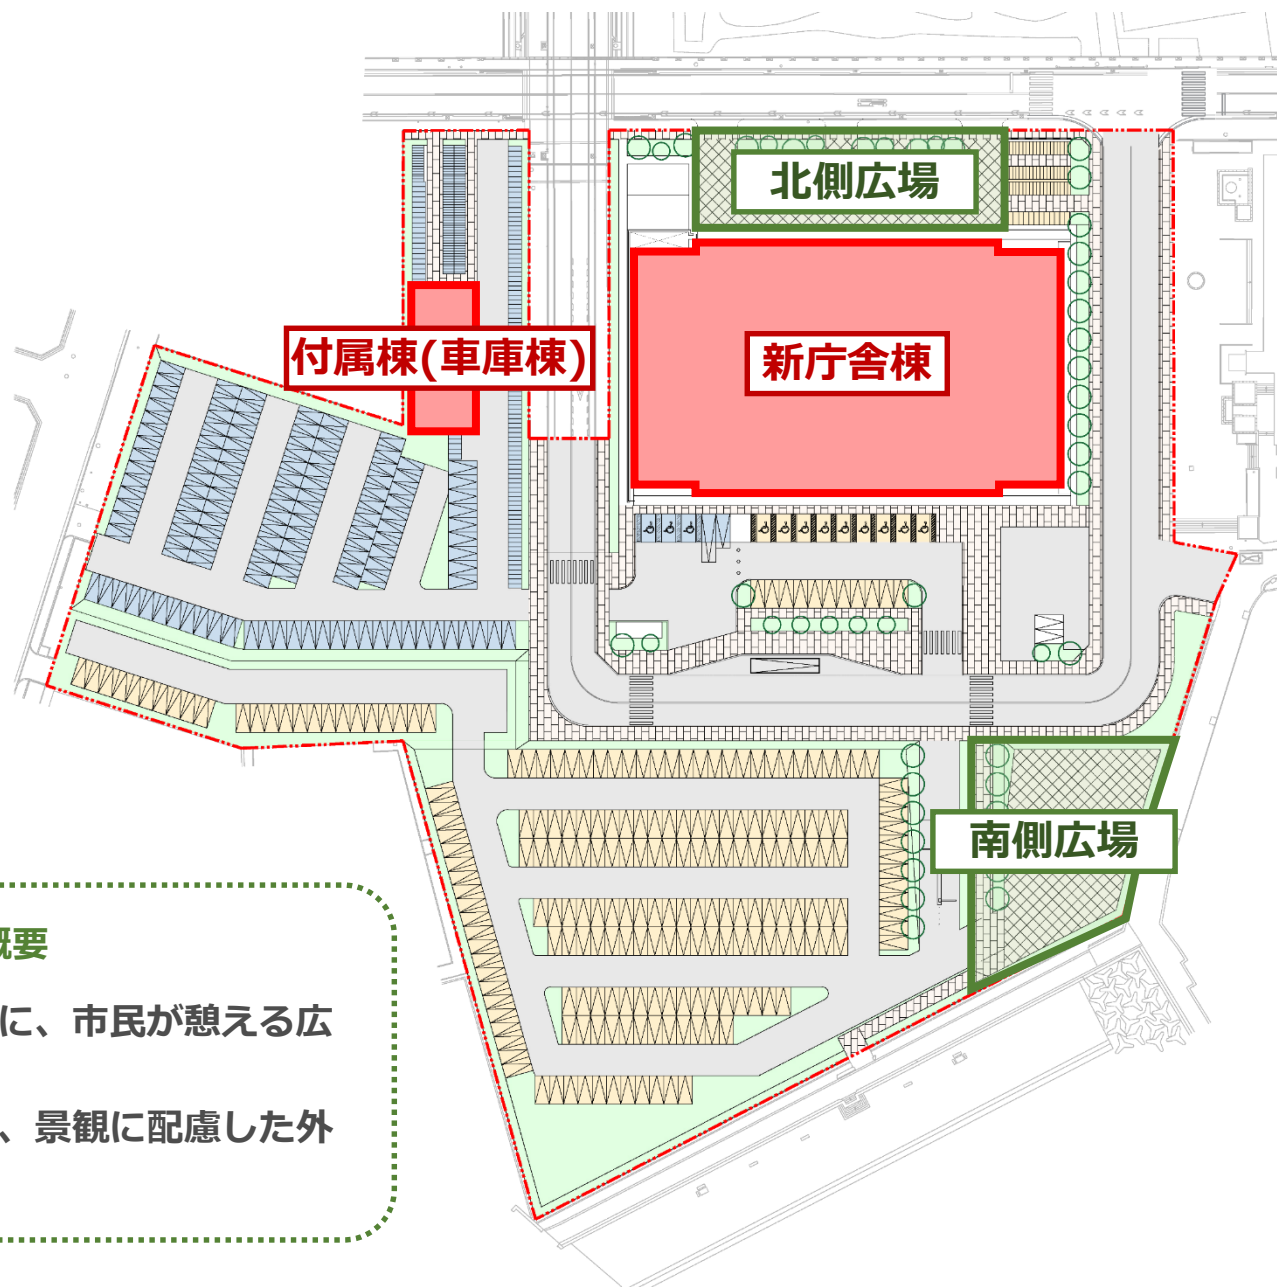 北側広場
付属棟(車庫棟)
新庁舎棟
南側広場
概要
に、市民が憩える広
、景観に配慮した外